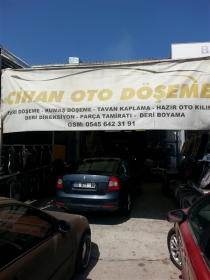 CİHAN OTO DÖŞEME
DERİ DÖŞEME - KUMAŞ DÖŞEME - TAVAN KAPLAMA - HAZIR OTO KILIF
DERİ DİREKSİYON - PARÇA TAMİRATI - DERİ BOYAMA
GSM: 0545 642 31 91